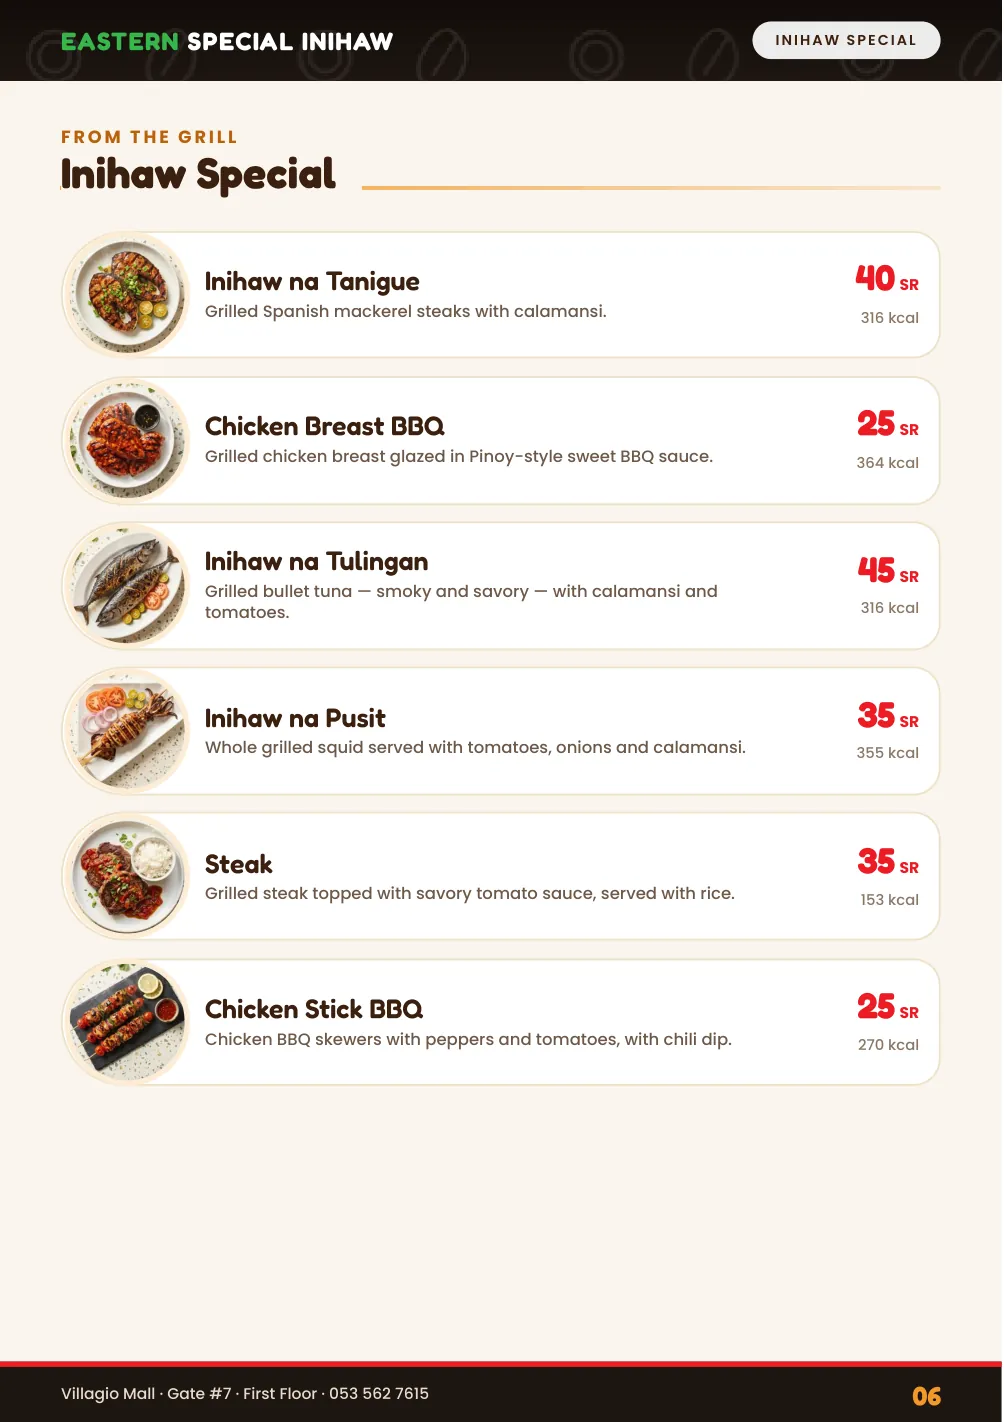 EASTERN SPECIAL INIHAW
INIHAW SPECIAL
FROM THE GRILL
Inihaw Special
Inihaw na Tanigue
Grilled Spanish mackerel steaks with calamansi.
40 SR
316 kcal
Chicken Breast BBQ
Grilled chicken breast glazed in Pinoy-style sweet BBQ sauce.
25 SR
364 kcal
Inihaw na Tulingan
Grilled bullet tuna — smoky and savory — with calamansi and
tomatoes.
45 SR
316 kcal
Inihaw na Pusit
Whole grilled squid served with tomatoes, onions and calamansi.
35 SR
355 kcal
Steak
Grilled steak topped with savory tomato sauce, served with rice.
35 SR
153 kcal
Chicken Stick BBQ
Chicken BBQ skewers with peppers and tomatoes, with chili dip.
25 SR
270 kcal
Villagio Mall · Gate #7 · First Floor · 053 562 7615
06